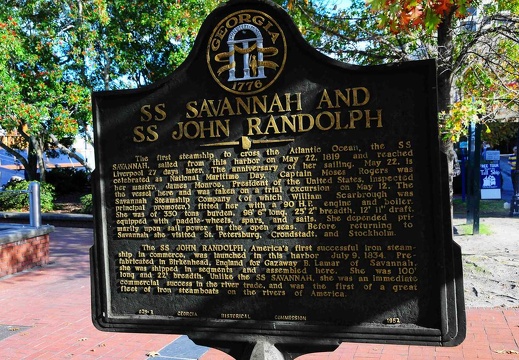 GEORGIA
1776
SS SAVANNAH AND
SS JOHN RANDOLPH
The first steamship to cross the Atlantic Ocean, the SS
SAVANNAH, sailed from this harbor on May 22, 1819 and reached
Liverpool 27 days later. The anniversary of her sailing, May 22, is
celebrated as National Maritime Day. Captain Moses Rogers was
her master. James Monroe, President of the United States, inspected
the vessel here and was taken on a trial excursion on May 12. The
Savannah Steamship Company (of which William Scarbrough was
principal promoter) fitted her with a 90 H. engine and boiler.
She was of 350 tons burden, 98' 6" long, 25' 2" breadth, 12' 11" draft,
equipped with paddle-wheels, spars, and sails. She depended pri-
marily upon sail power in the open seas. Before returning to
Savannah she visited St. Petersburg, Crondstadt, and Stockholm.
The SS JOHN RANDOLPH, America's first successful iron steam-
ship in commerce, was launched in this harbor July 9, 1834. Pre-
fabricated in Birkenhead, England for Gazaway B. Lamar of Savannah,
she was shipped in segments and assembled here. She was 100'
long and 22' breadth. Unlike the SS SAVANNAH, she was an immediate
commercial success in the river trade, and was the first of a great
fleet of iron steamboats on the rivers of America.
GEORGIA HISTORICAL COMMISSION